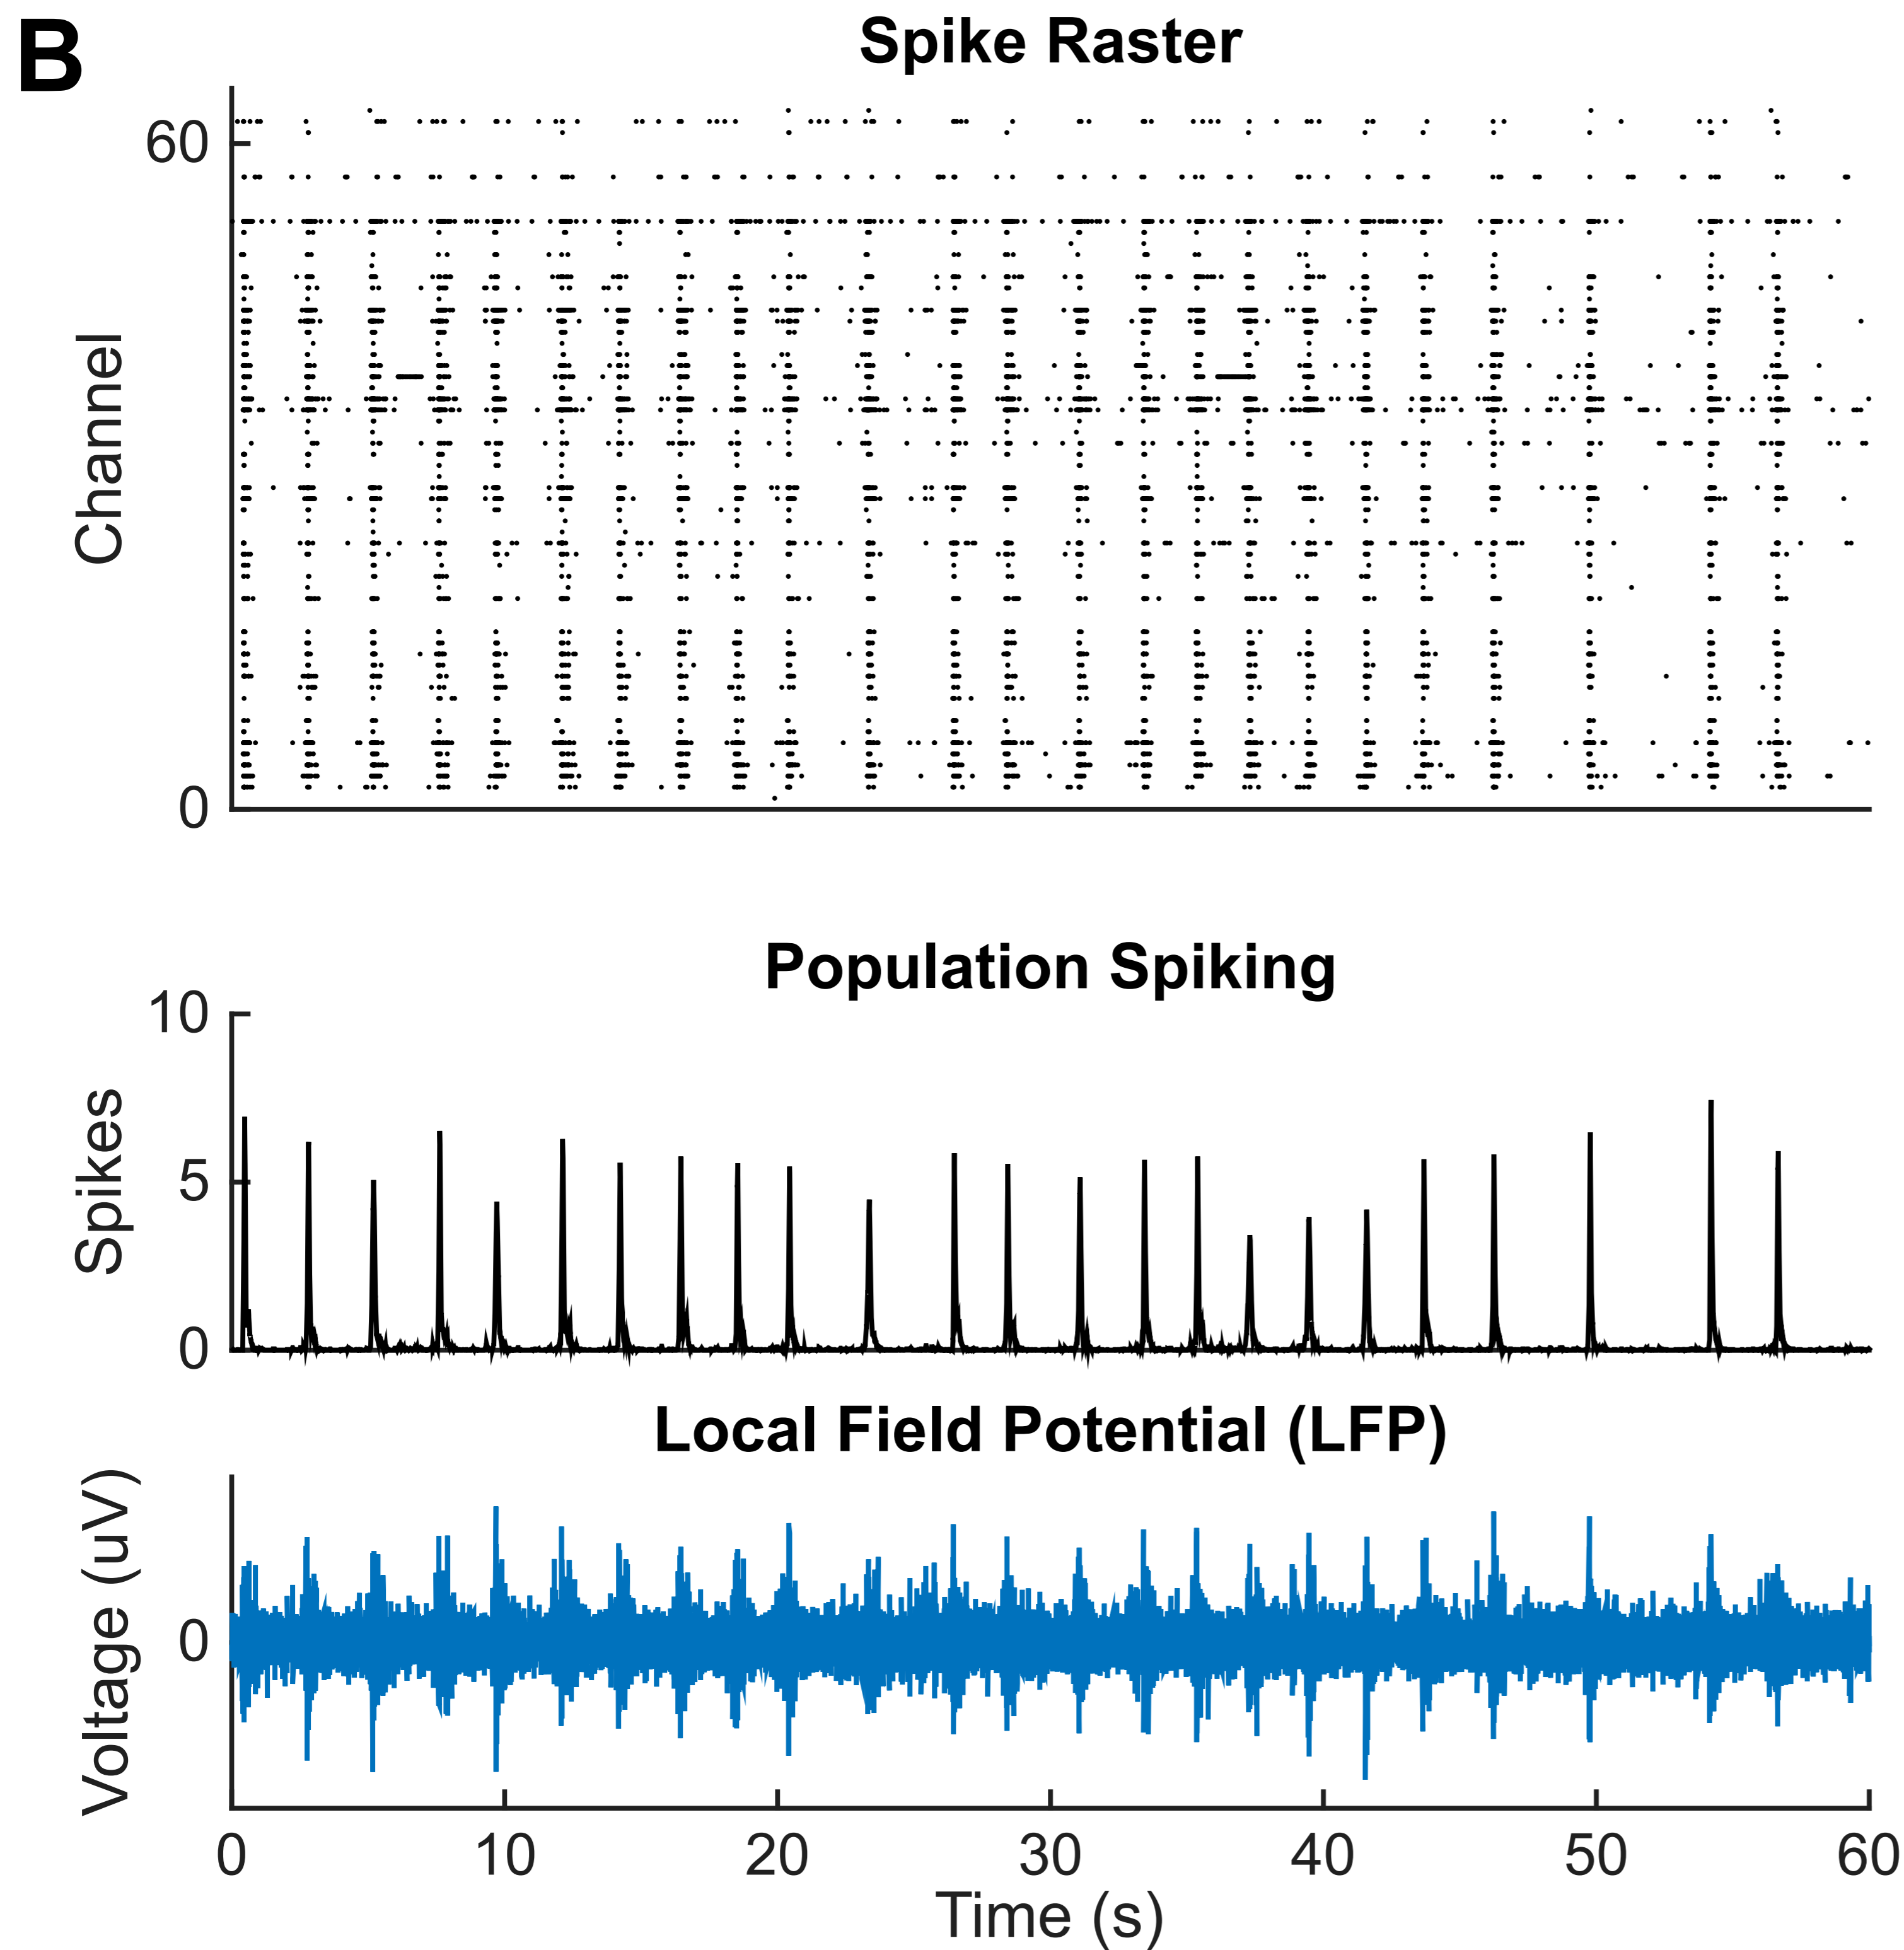 B
Spike Raster
60
Channel
0
Population Spiking
10
Spikes
5
0
Local Field Potential (LFP)
Voltage (uV)
0
0 10 20 30 40 50 60
Time (s)